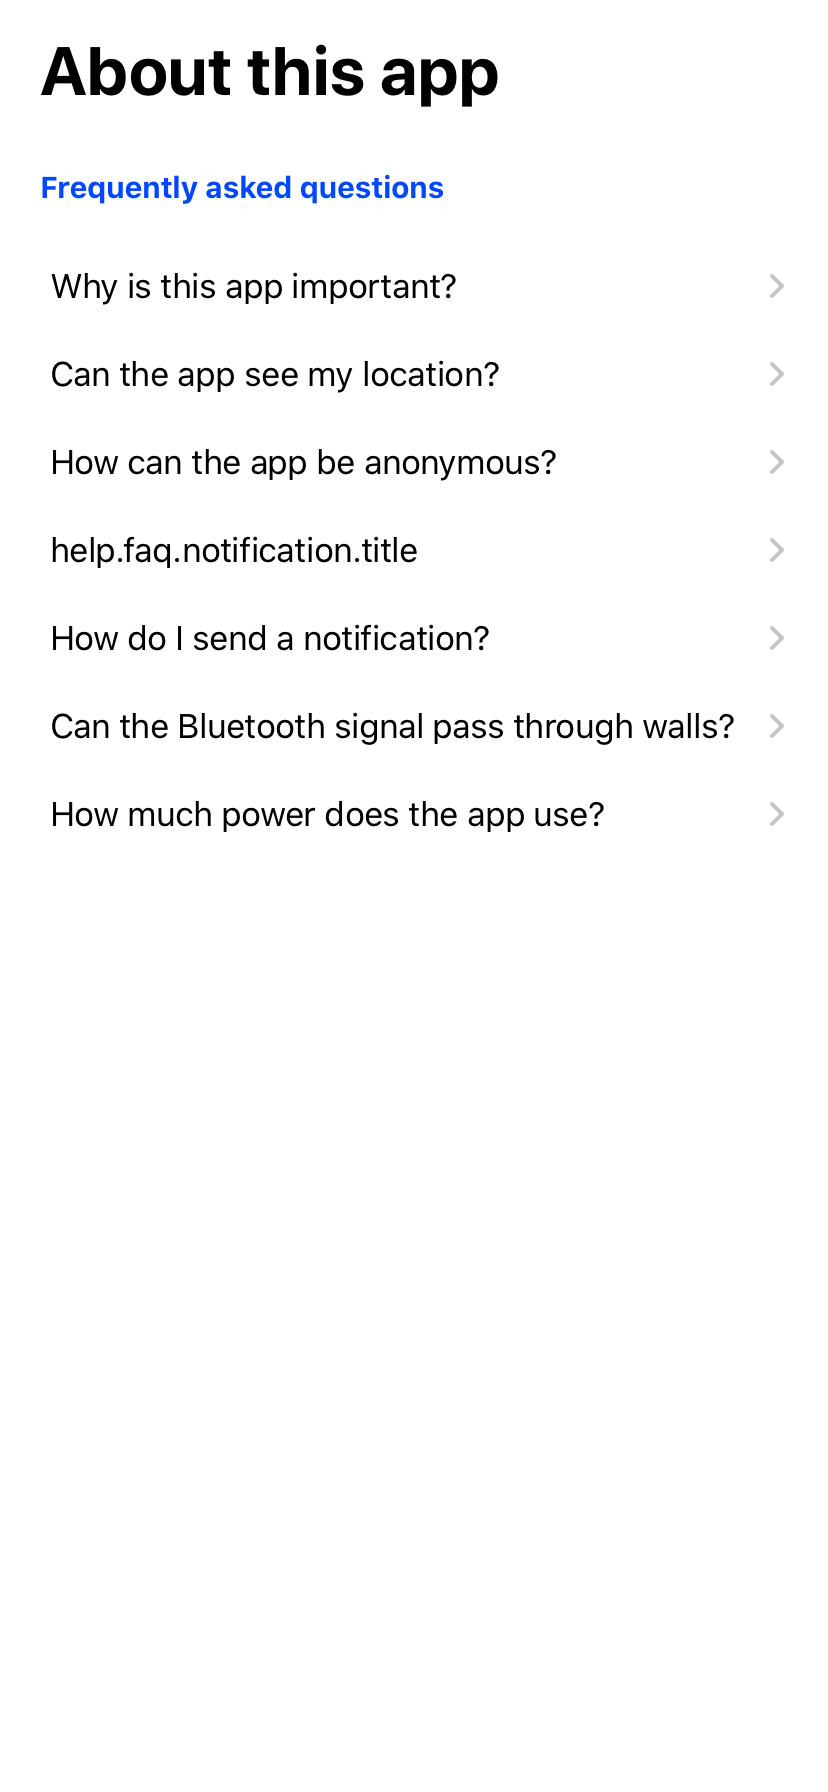 About this app
Frequently asked questions
Why is this app important?
Can the app see my location?
How can the app be anonymous?
help.faq.notification.title
How do I send a notification?
Can the Bluetooth signal pass through walls?
How much power does the app use?